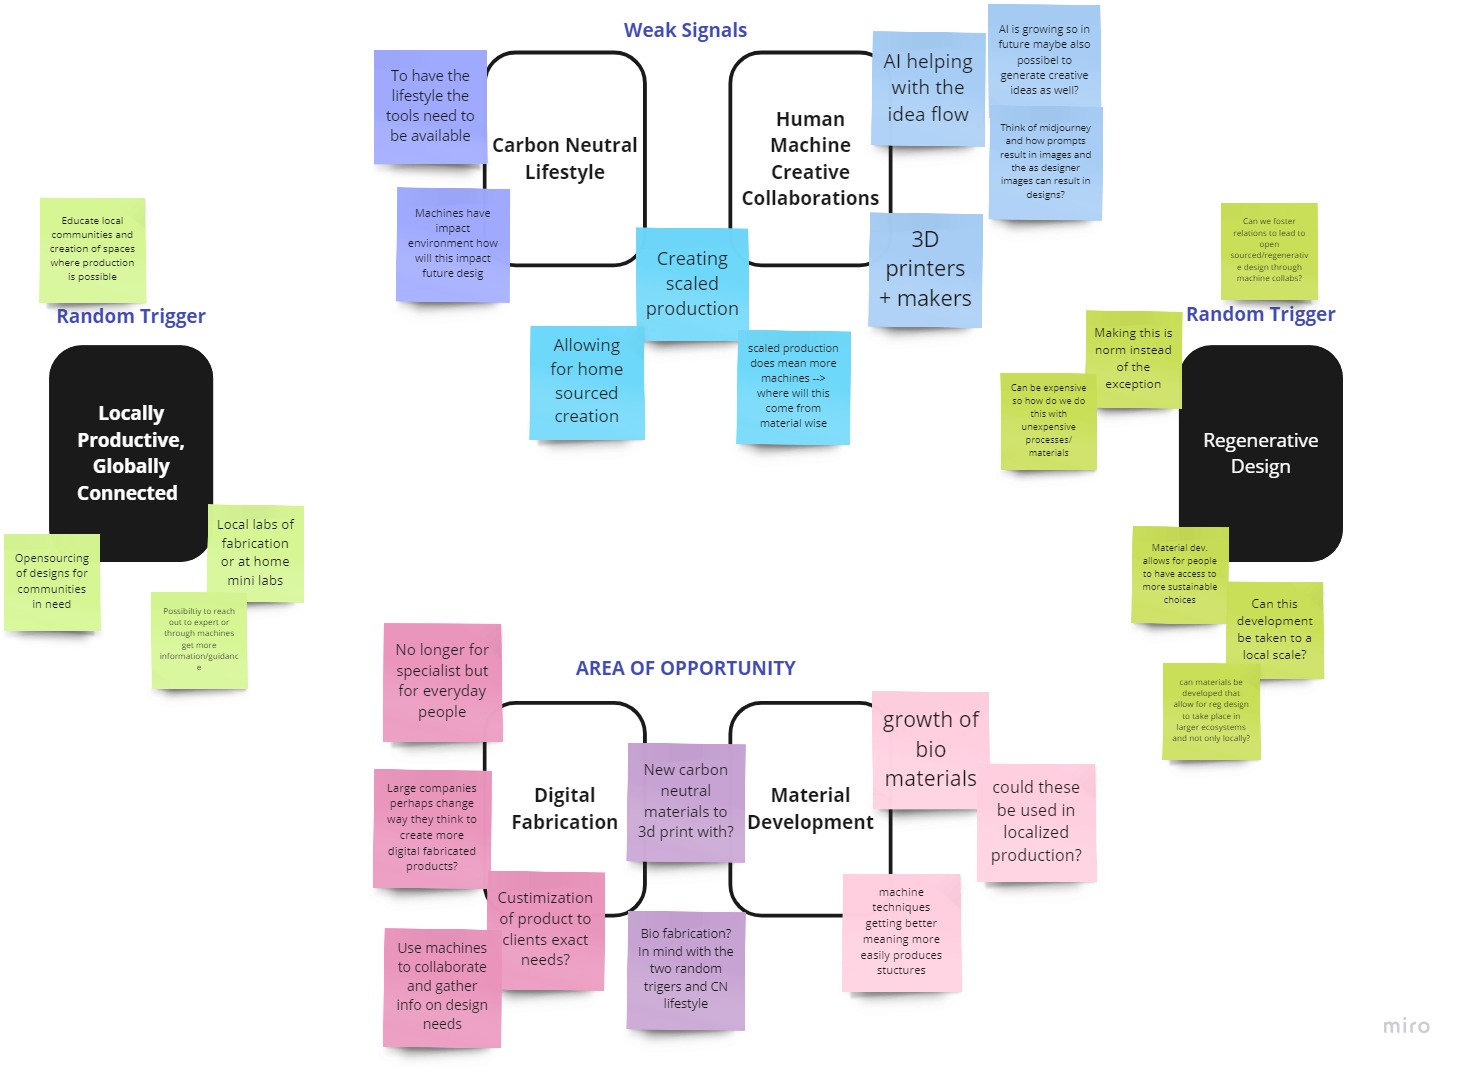 Weak Signals
To have the
lifestyle the
tools need to
be available
Carbon Neutral
Lifestyle
Machines have
impact
environment how
will this impact
future desig
Human
Machine
Creative
Collaborations
AI helping
with the
idea flow
AI is growing so in
future maybe also
possibel to
generate creative
ideas as well?
Think of midjourney
and how prompts
result in images and
the as designer
images can result in
designs?
3D
printers
+ makers
Creating
scaled
production
Allowing
for home
sourced
creation
scaled production
does mean more
machines -->
where will this
come from
material wise
Educate local
communities and
creation of spaces
where production
is possible
Random Trigger
Locally
Productive,
Globally
Connected
Opensourcing
of designs for
communities
in need
Local labs of
fabrication
or at home
mini labs
Possibiltiy to reach
out to expert or
through machines
get more
information/guidanc
e
Can we foster
relations to lead to
open
sourced/regenerativ
e design through
machine collabs?
Random Trigger
Making this is
norm instead
of the
exception
Can be expensive
so how do we do
this with
unexpensive
processes/
materials
Regenerative
Design
Material dev.
allows for people
to have access to
more sustainable
choices
Can this
development
be taken to a
local scale?
can materials be
developed that
allow for reg design
to take place in
larger ecosystems
and not only locally?
AREA OF OPPORTUNITY
No longer for
specialist but
for everyday
people
Large companies
perhaps change
way they think to
create more
digital fabricated
products?
Digital
Fabrication
Custimization
of product to
clients exact
needs?
Use machines
to collaborate
and gather
info on design
needs
New carbon
neutral
materials to
3d print with?
Bio fabrication?
In mind with the
two random
trigers and CN
lifestyle
Material
Development
growth of
bio
materials
could these
be used in
localized
production?
machine
techniques
getting better
meaning more
easily produces
stuctures
miro